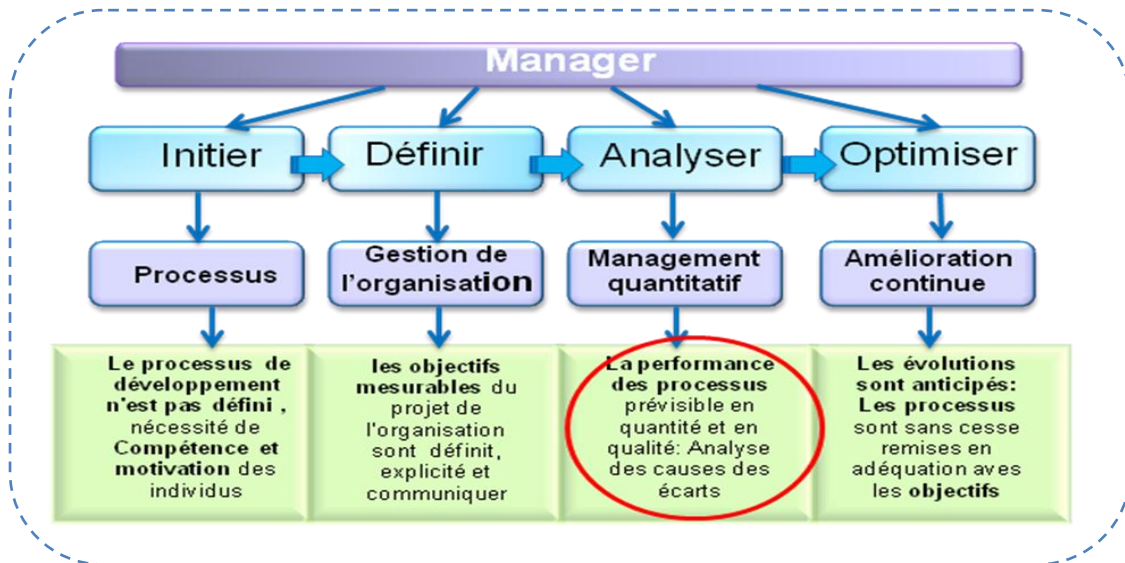 Manager
Initier
Définir
Analyser
Optimiser
Processus
Gestion de
l'organisation
Management
quantitatif
Amélioration
continue
Le processus de
développement
n'est pas défini ,
nécessité de
Compétence et
motivation des
individus
les objectifs
mesurables du
projet de
l'organisation
sont définit,
explicité et
communiquer
La performance
des processus
prévisible en
quantité et en
qualité: Analyse
des causes des
écarts
Les évolutions
sont anticipés:
Les processus
sont sans cesse
remises en
adéquation aves
les objectifs